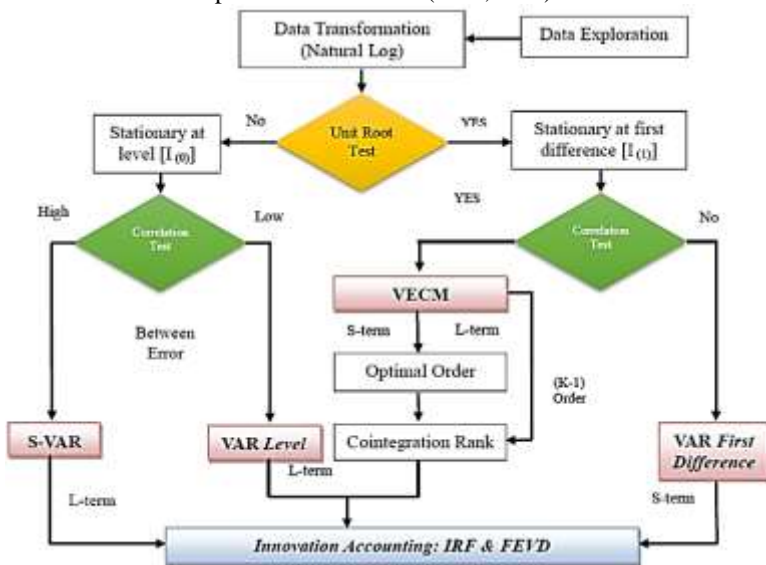 Data Transformation
(Natural Log)
Data Exploration
No
Unit Root
Test
YES
Stationary at
level [I (0)]
Stationary at first
difference [I (1)]
High
Low
YES
No
Correlation
Test
Correlation
Test
VECM
Between
Error
S-term
L-term
Optimal Order
(K-1)
Order
S-VAR
VAR Level
Cointegration Rank
VAR First
Difference
L-term
L-term
S-term
Innovation Accounting: IRF & FEVD